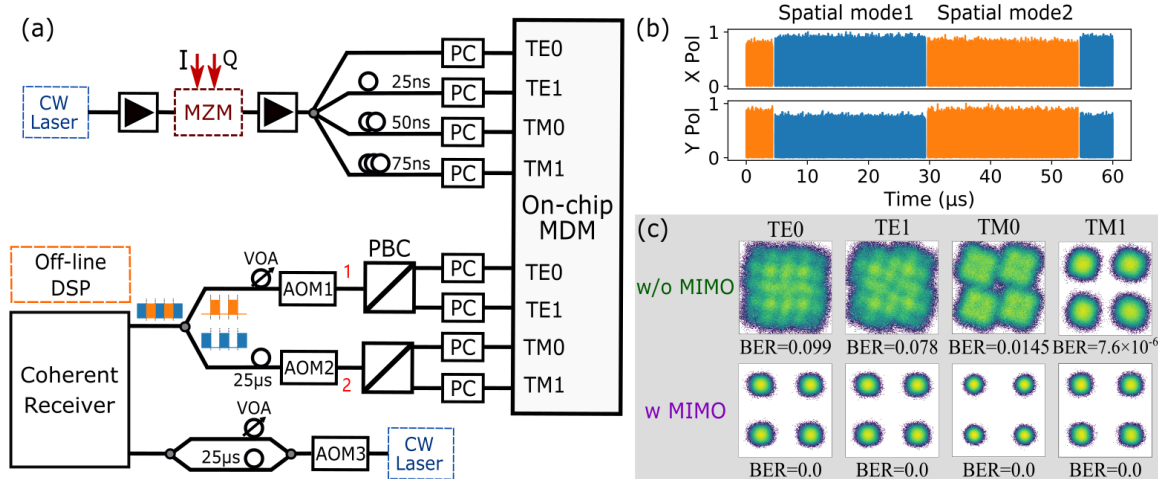 (a)
I
Q
CW
Laser
MZM
25ns
50ns
75ns
PC
PC
PC
PC
TE0
TE1
TM0
TM1
On-chip
MDM
Off-line
DSP
VOA
AOM1
1
PBC
PC
PC
PC
PC
TE0
TE1
TM0
TM1
25µs
AOM2
2
Coherent
Receiver
VOA
25µs
AOM3
CW
Laser
(b)
Spatial mode1
Spatial mode2
X Pol
1
0
Y Pol
1
0
0 10 20 30 40 50 60
Time (µs)
(c)
TE0 TE1 TM0 TM1
w/o MIMO
BER=0.099 BER=0.078 BER=0.0145 BER=7.6×10⁻⁶
w MIMO
BER=0.0 BER=0.0 BER=0.0 BER=0.0